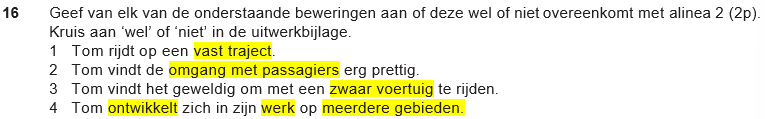 16 Geef van elk van de onderstaande beweringen aan of deze wel of niet overeenkomt met alinea 2 (2p).
Kruis aan ‘wel’ of ‘niet’ in de uitwerkbijlage.
1 Tom rijdt op een vast traject.
2 Tom vindt de omgang met passagiers erg prettig.
3 Tom vindt het geweldig om met een zwaar voertuig te rijden.
4 Tom ontwikkelt zich in zijn werk op meerdere gebieden.